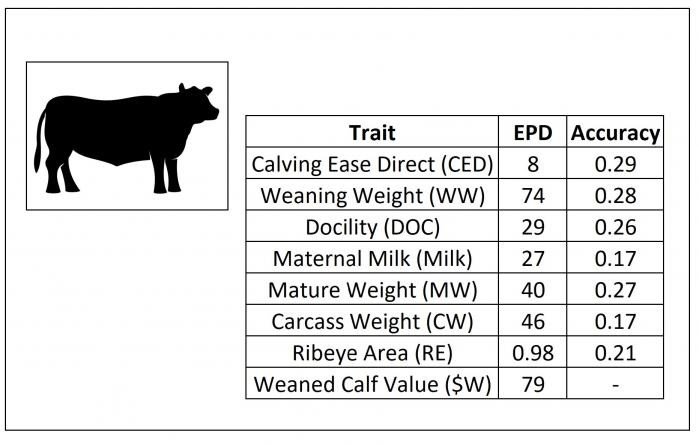 Trait EPD Accuracy
Calving Ease Direct (CED) 8 0.29
Weaning Weight (WW) 74 0.28
Docility (DOC) 29 0.26
Maternal Milk (Milk) 27 0.17
Mature Weight (MW) 40 0.27
Carcass Weight (CW) 46 0.17
Ribeye Area (RE) 0.98 0.21
Weaned Calf Value ($W) 79 -